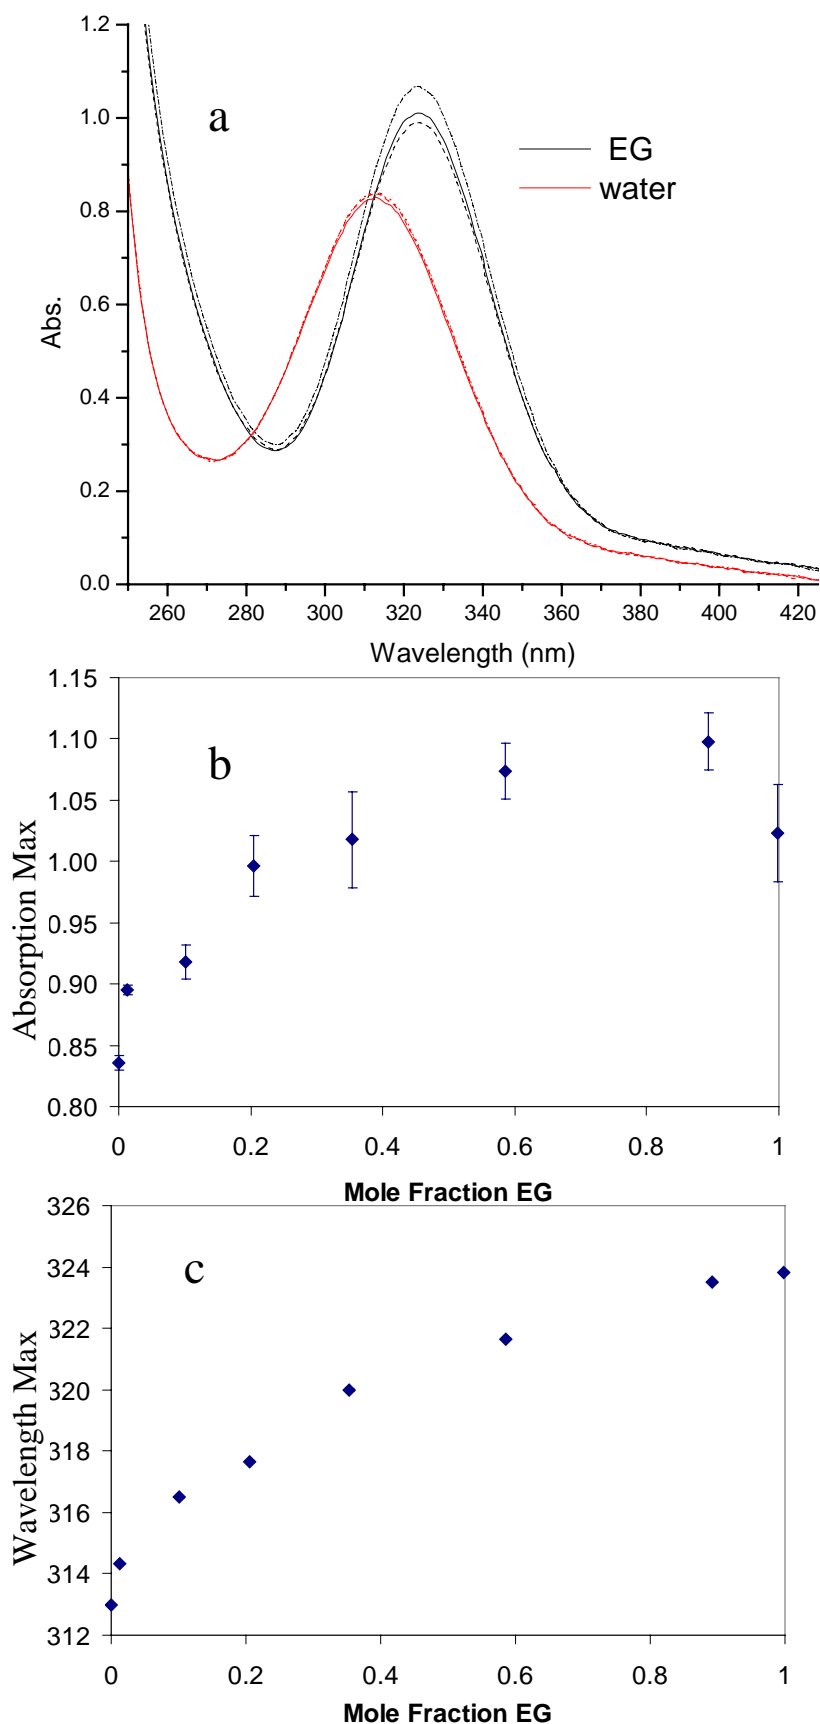 1.2
a
1.0
EG
water
0.8
Abs.
0.6
0.4
0.2
0.0
260 280 300 320 340 360 380 400 420
Wavelength (nm)
1.15
b
1.10
1.05
Absorption Max
1.00
0.95
0.90
0.85
0.80
0 0.2 0.4 0.6 0.8 1
Mole Fraction EG
326
c
324
322
Wavelength Max
320
318
316
314
312
0 0.2 0.4 0.6 0.8 1
Mole Fraction EG